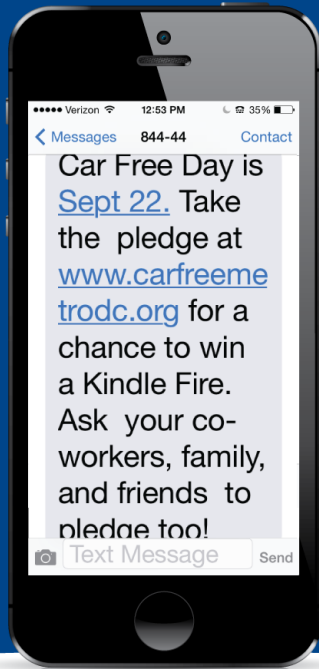 Verizon 12:53 PM 35%
Messages 844-44 Contact
Car Free Day is
Sept 22. Take
the pledge at
www.carfreeme
trodc.org for a
chance to win
a Kindle Fire.
Ask your co-
workers, family,
and friends to
pledge too!
Text Message Send